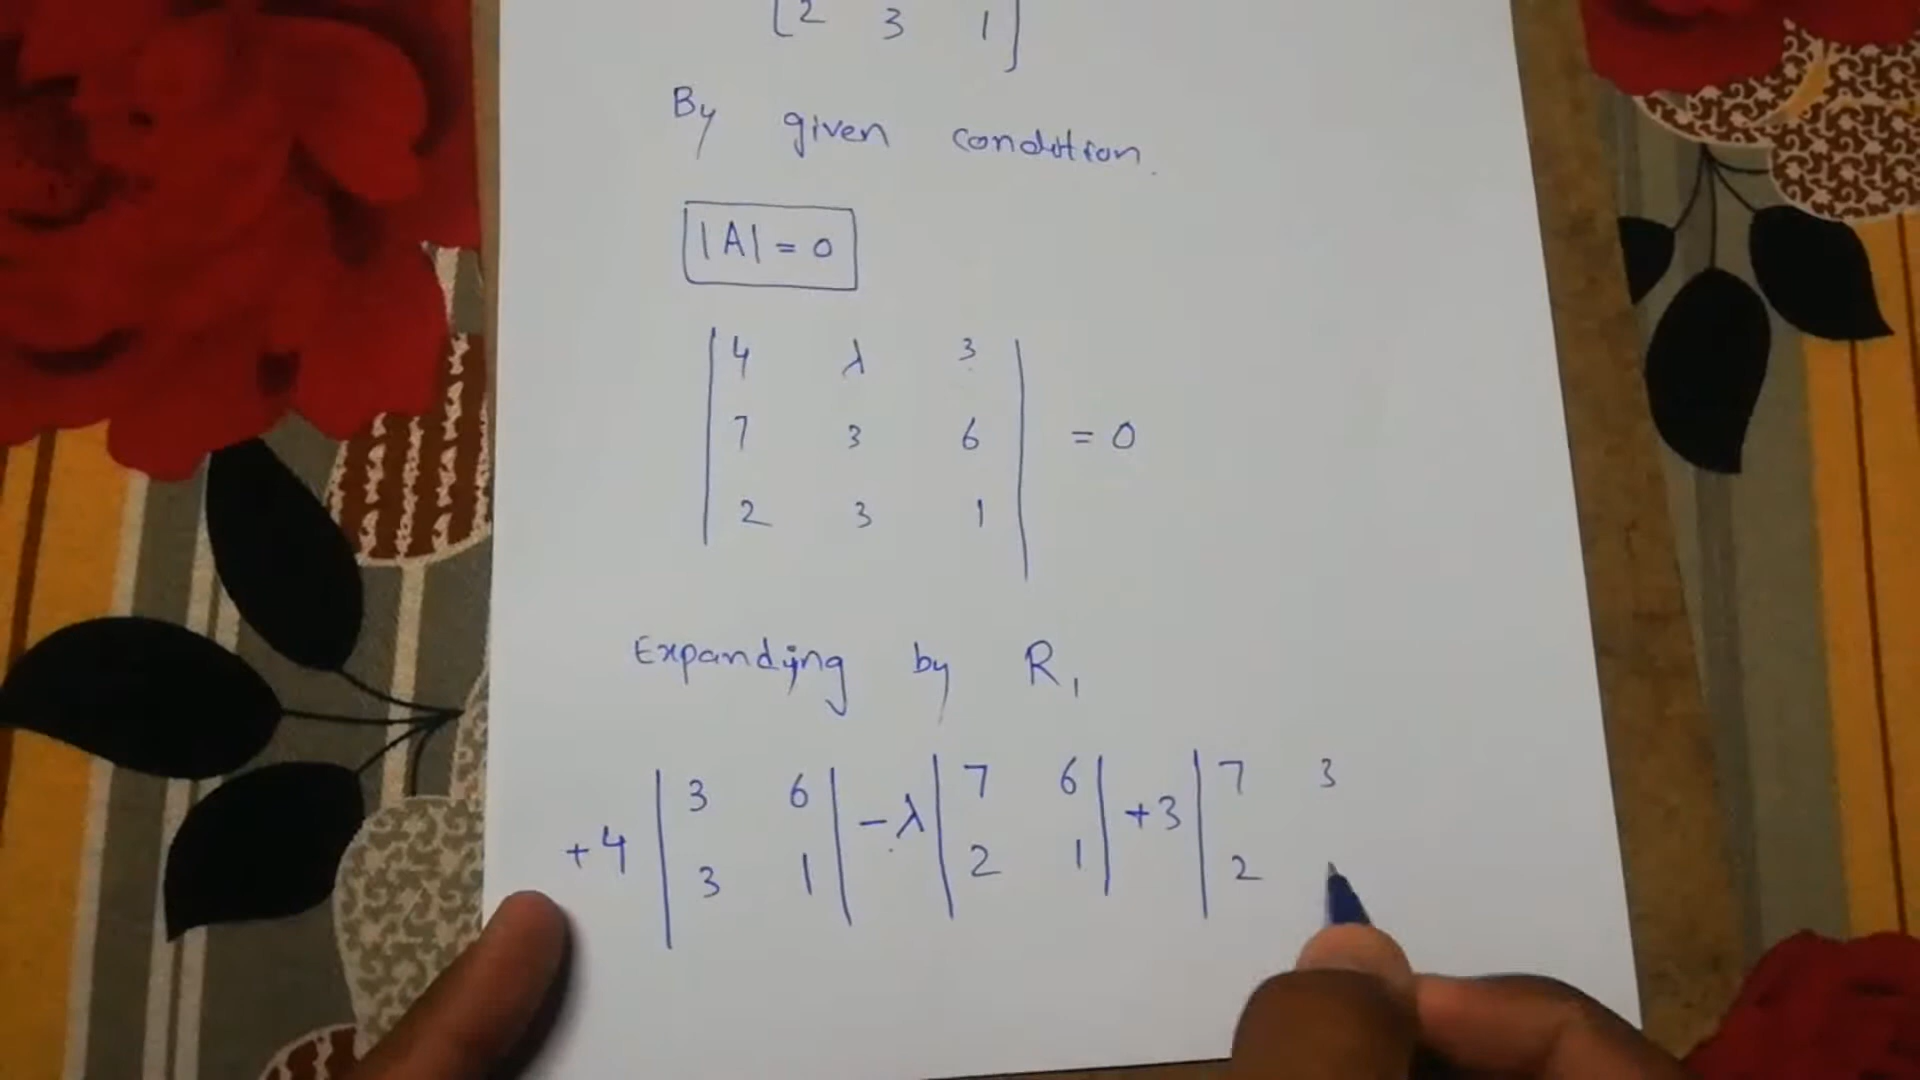 [2 3 1]
By given condition.
|A| = 0
|4 λ 3|
|7 3 6| = 0
|2 3 1|
Expanding by R₁
+4 |3 6| -λ |7 6| +3 |7 3
|3 1| |2 1| |2